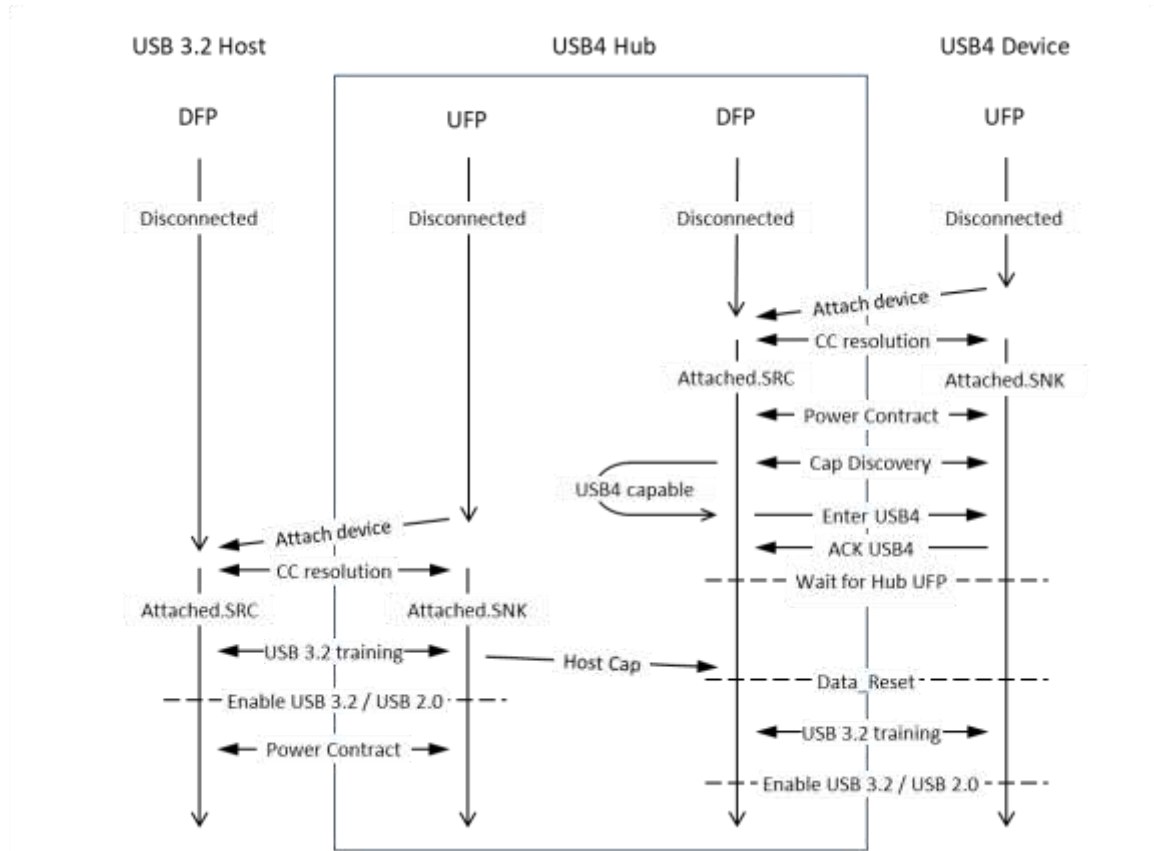 USB 3.2 Host USB4 Hub USB4 Device
DFP UFP DFP UFP
Disconnected Disconnected Disconnected Disconnected
Attach device
CC resolution
Attached.SRC Attached.SNK
Power Contract
Cap Discovery
USB4 capable
Enter USB4
Attach device
ACK USB4
CC resolution
Wait for Hub UFP
Attached.SRC Attached.SNK
USB 3.2 training
Host Cap
Data_Reset
Enable USB 3.2 / USB 2.0
USB 3.2 training
Power Contract
Enable USB 3.2 / USB 2.0